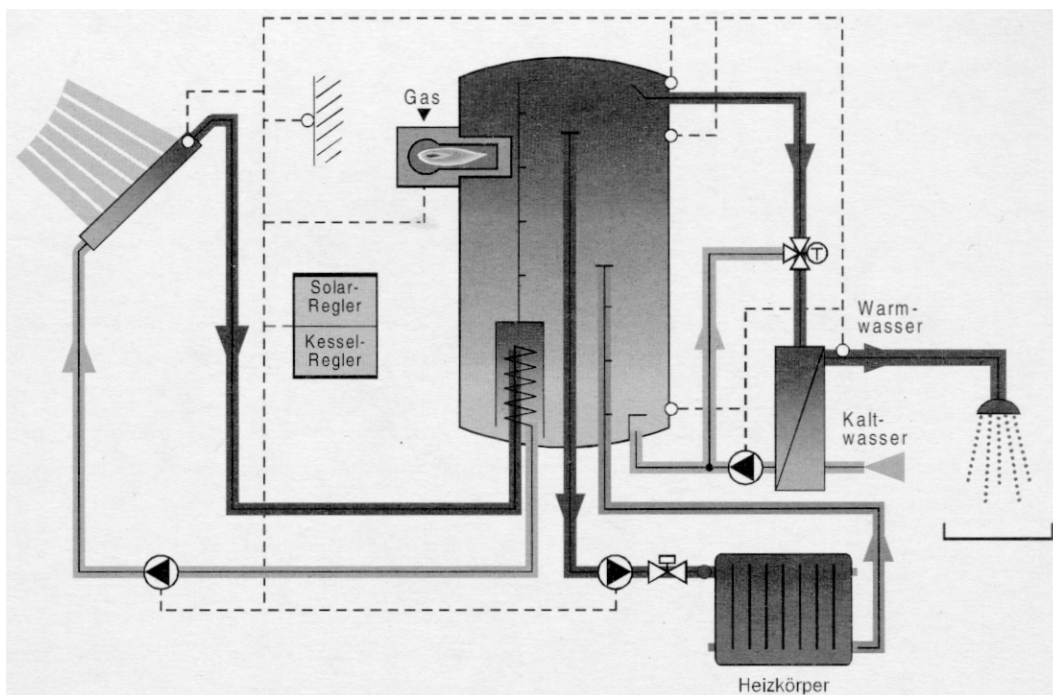 Gas
Solar-
Regler
Kessel-
Regler
T
Warm-
wasser
Kalt-
wasser
Heizkörper